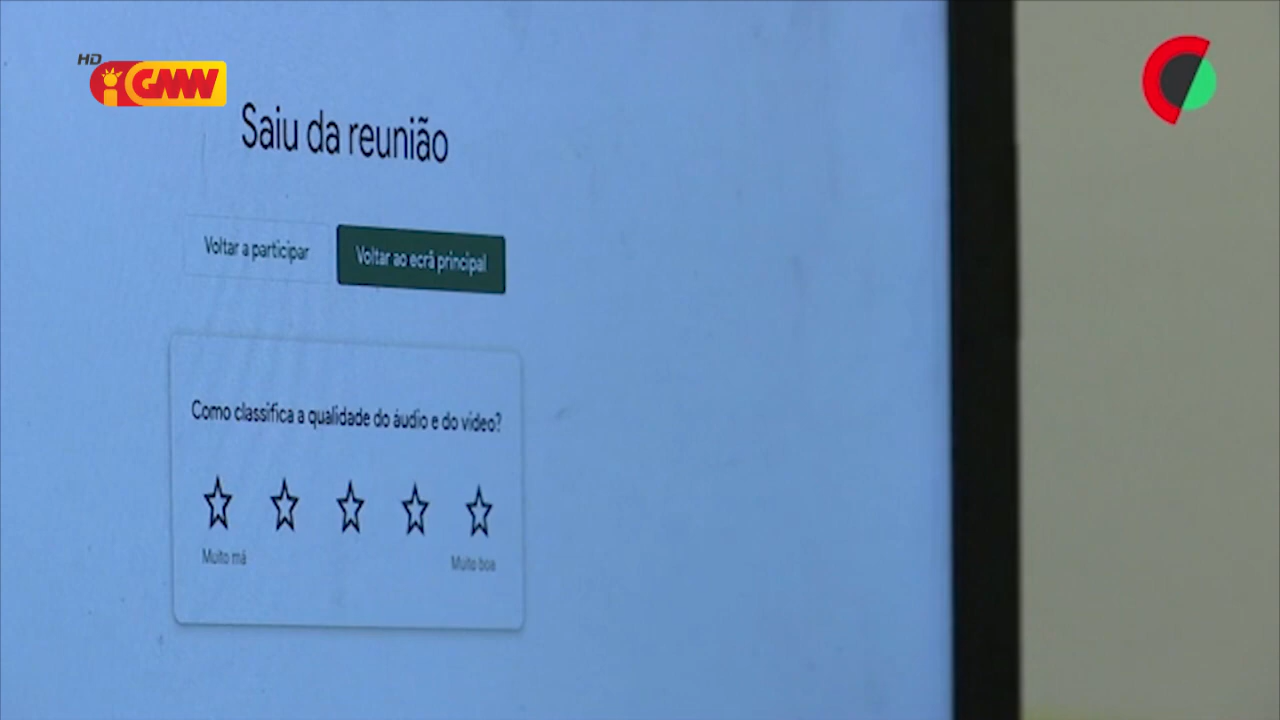 HD
GMN
Saiu da reunião
Voltar a participar
Voltar ao ecrã principal
Como classifica a qualidade do áudio e do vídeo?
Muito má
Muito boa